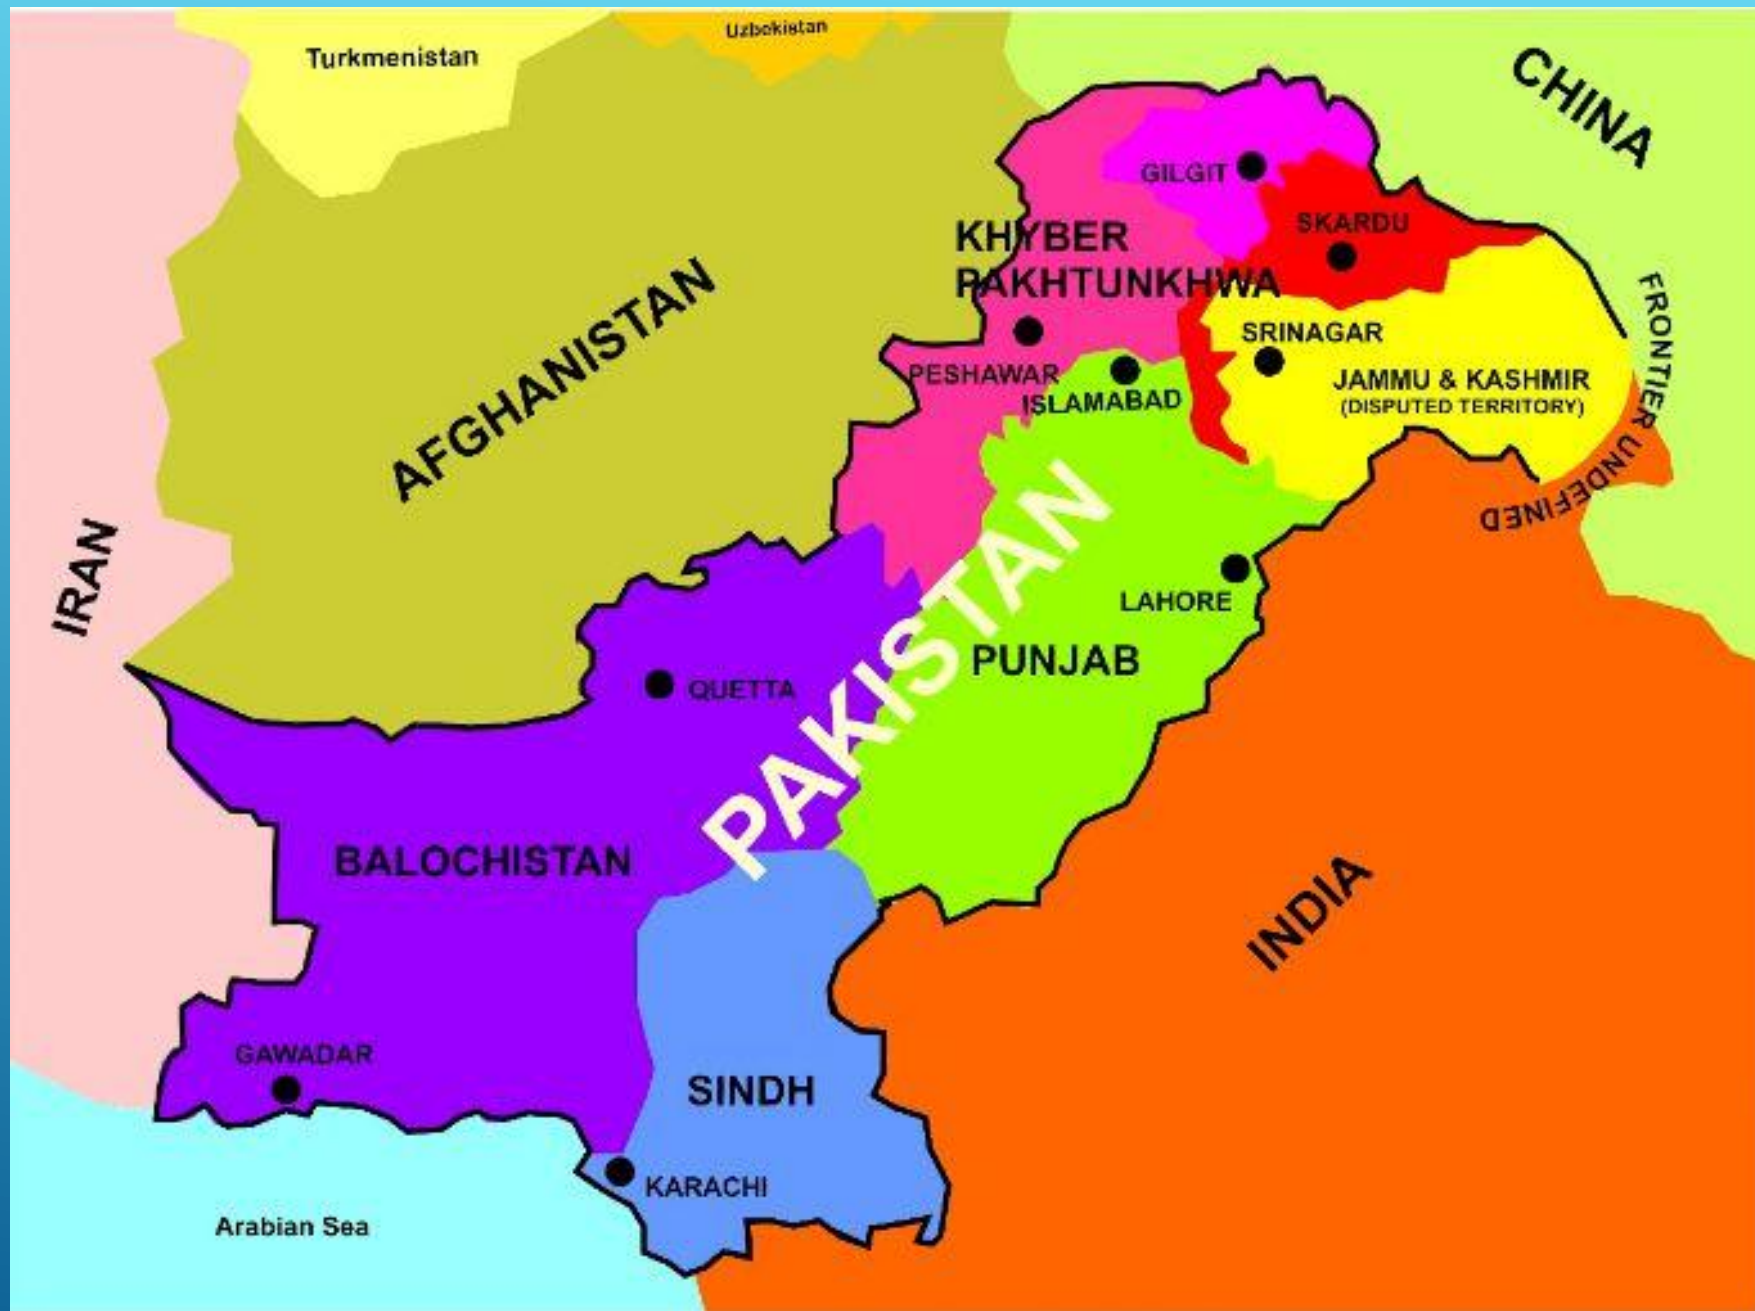 Uzbekistan
Turkmenistan
CHINA
GILGIT
SKARDU
KHYBER
PAKHTUNKHWA
FRONTIER UNDEFINED
SRINAGAR
PESHAWAR
JAMMU & KASHMIR
(DISPUTED TERRITORY)
ISLAMABAD
AFGHANISTAN
IRAN
PAKISTAN
LAHORE
PUNJAB
QUETTA
BALOCHISTAN
INDIA
GAWADAR
SINDH
KARACHI
Arabian Sea